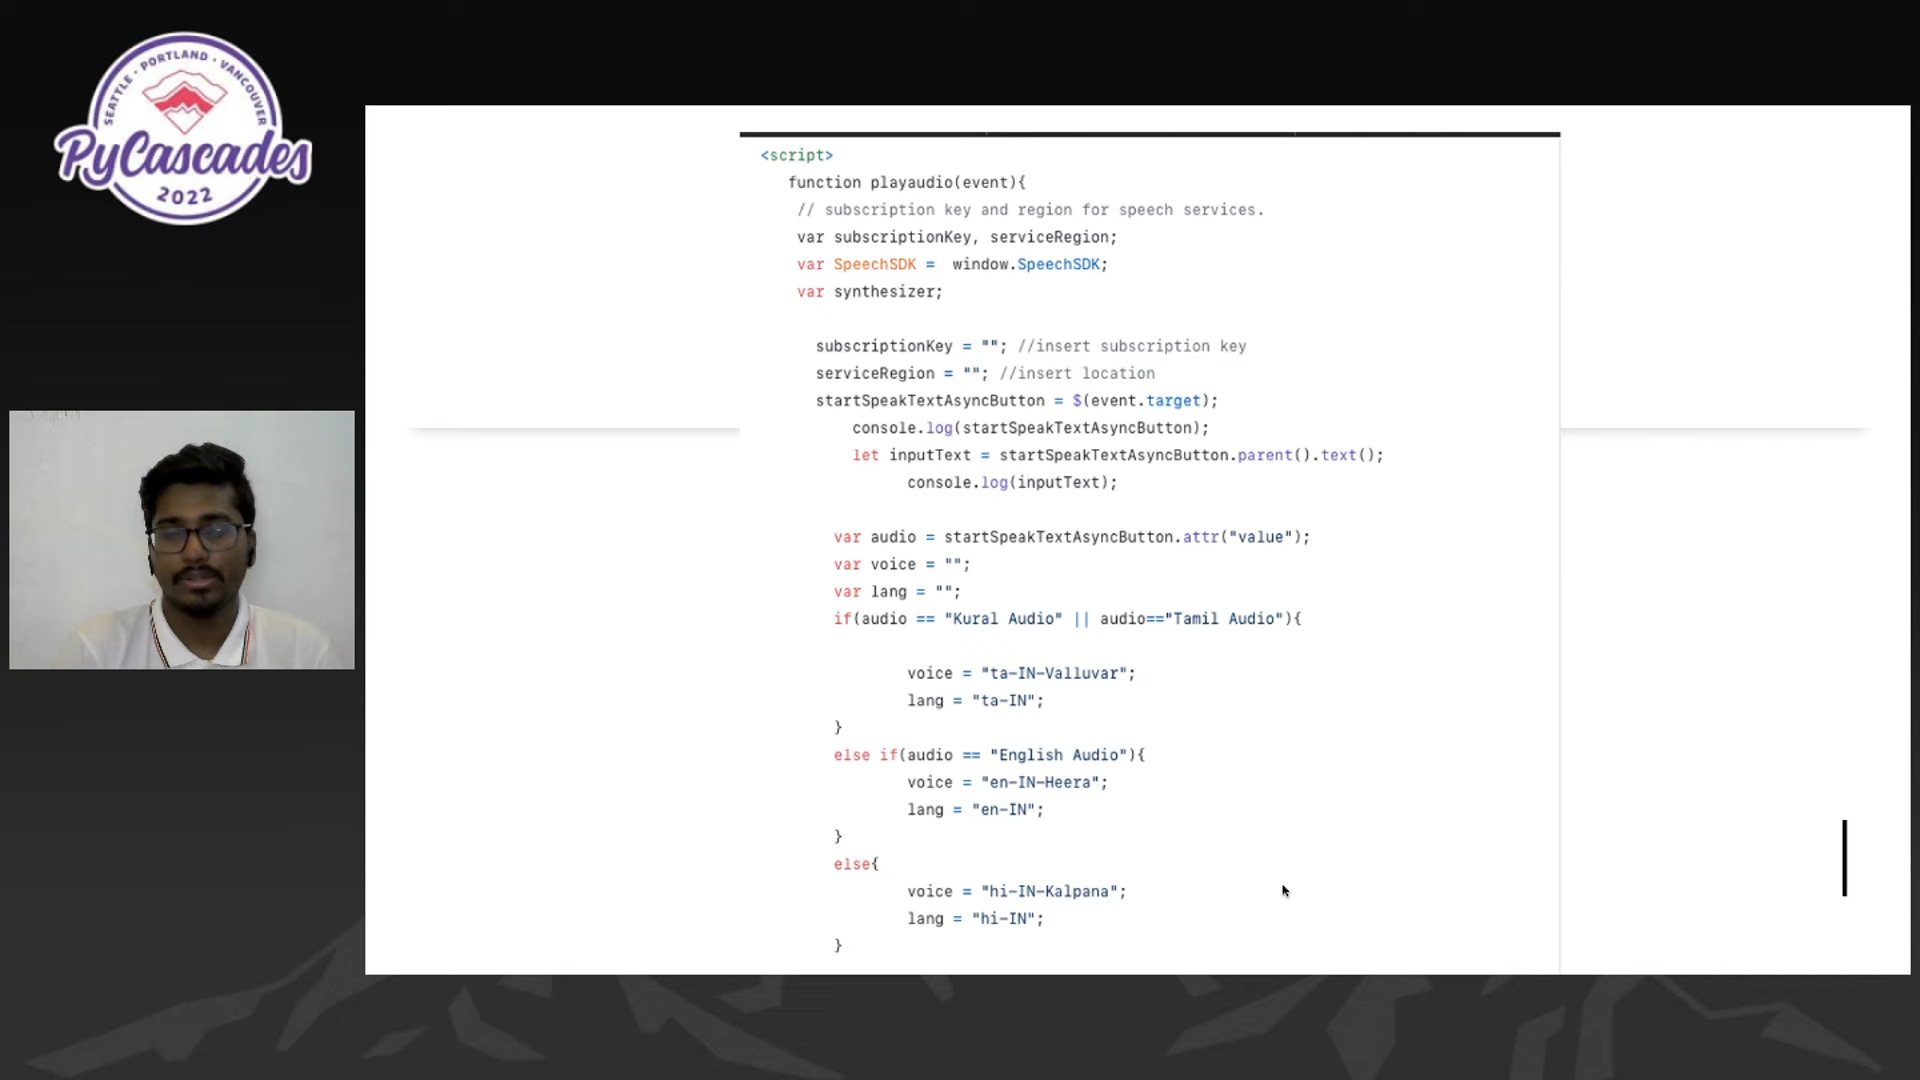 SEATTLE · PORTLAND · VANCOUVER
PyCascades
2022
<script>
function playaudio(event){
// subscription key and region for speech services.
var subscriptionKey, serviceRegion;
var SpeechSDK =  window.SpeechSDK;
var synthesizer;
subscriptionKey = ""; //insert subscription key
serviceRegion = ""; //insert location
startSpeakTextAsyncButton = $(event.target);
console.log(startSpeakTextAsyncButton);
let inputText = startSpeakTextAsyncButton.parent().text();
console.log(inputText);
var audio = startSpeakTextAsyncButton.attr("value");
var voice = "";
var lang = "";
if(audio == "Kural Audio" || audio=="Tamil Audio"){
voice = "ta-IN-Valluvar";
lang = "ta-IN";
}
else if(audio == "English Audio"){
voice = "en-IN-Heera";
lang = "en-IN";
}
else{
voice = "hi-IN-Kalpana";
lang = "hi-IN";
}